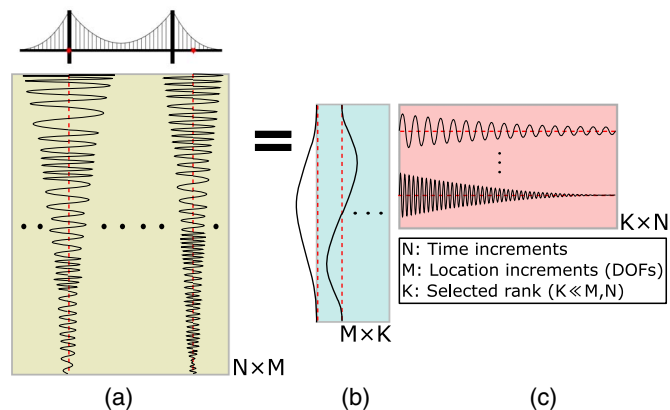 =
K×N
N: Time increments
M: Location increments (DOFs)
K: Selected rank (K≪M,N)
M×K
N×M
(a)
(b)
(c)